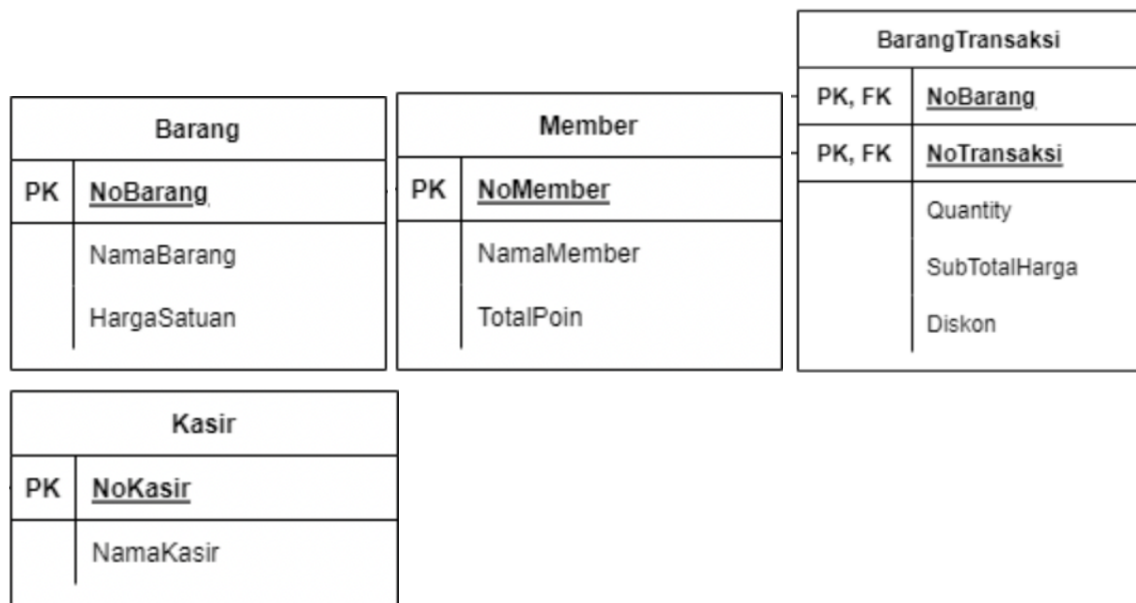 Barang
PK NoBarang
NamaBarang
HargaSatuan
Member
PK NoMember
NamaMember
TotalPoin
BarangTransaksi
PK, FK NoBarang
PK, FK NoTransaksi
Quantity
SubTotalHarga
Diskon
Kasir
PK NoKasir
NamaKasir